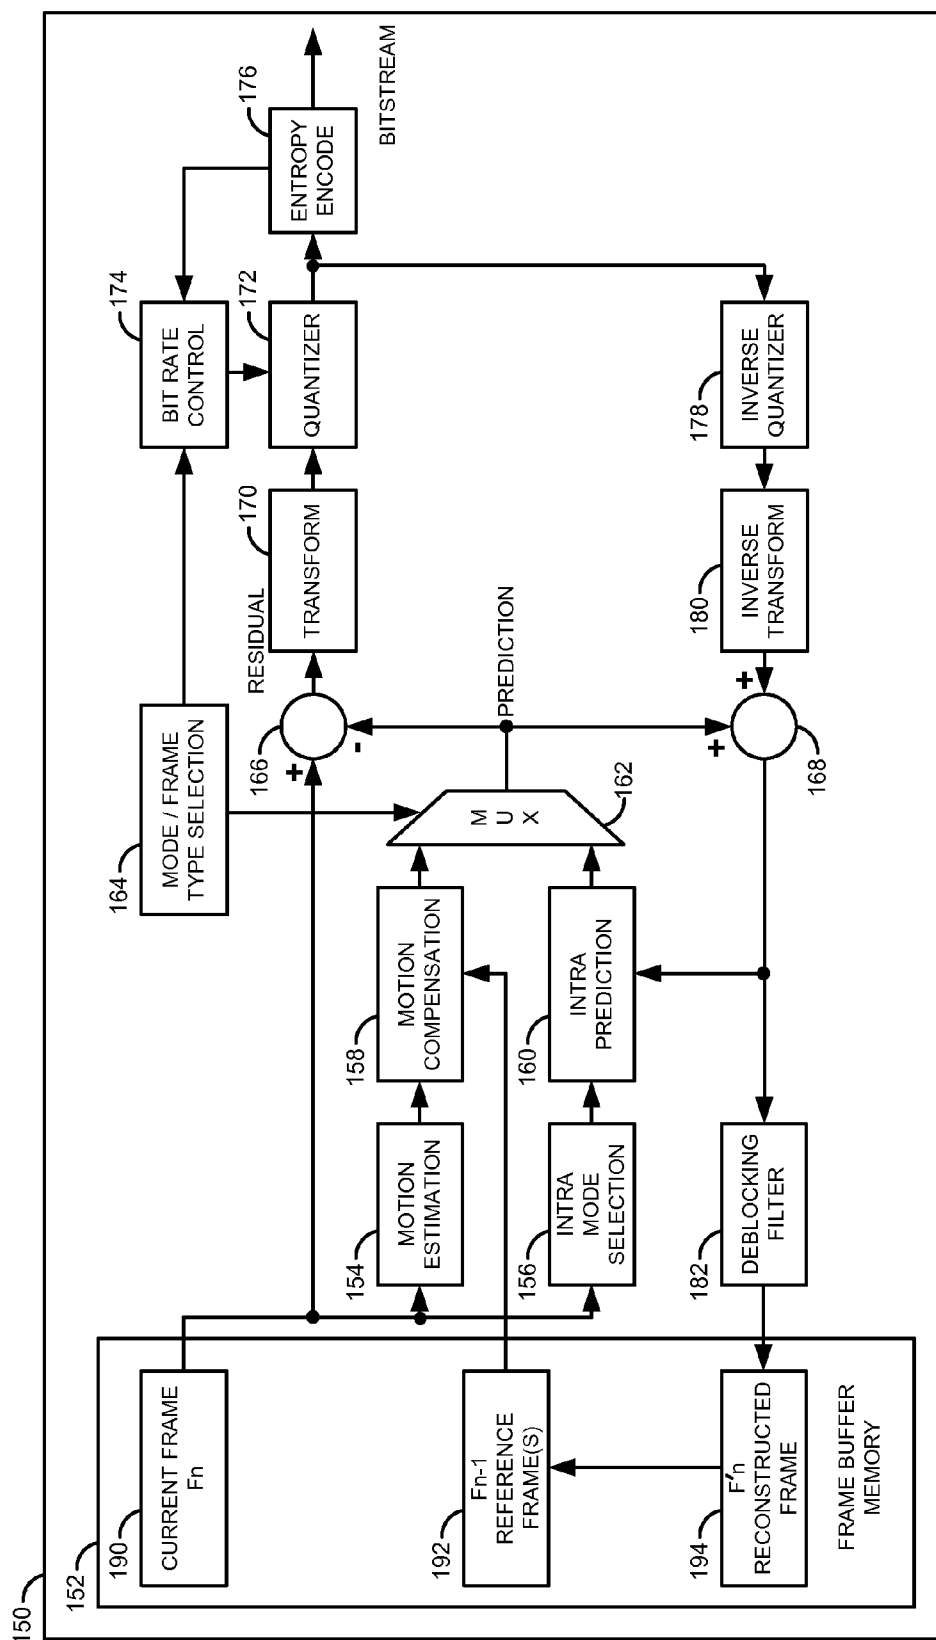 150
152
190
CURRENT FRAME
Fn
192
Fn-1
REFERENCE
FRAME(S)
194
F'n
RECONSTRUCTED
FRAME
FRAME BUFFER
MEMORY
154
MOTION
ESTIMATION
156
INTRA
MODE
SELECTION
182
DEBLOCKING
FILTER
158
MOTION
COMPENSATION
160
INTRA
PREDICTION
164
MODE / FRAME
TYPE SELECTION
MUX
162
166
+
-
RESIDUAL
PREDICTION
+
+
168
170
TRANSFORM
180
INVERSE
TRANSFORM
174
BIT RATE
CONTROL
172
QUANTIZER
178
INVERSE
QUANTIZER
176
ENTROPY
ENCODE
BITSTREAM